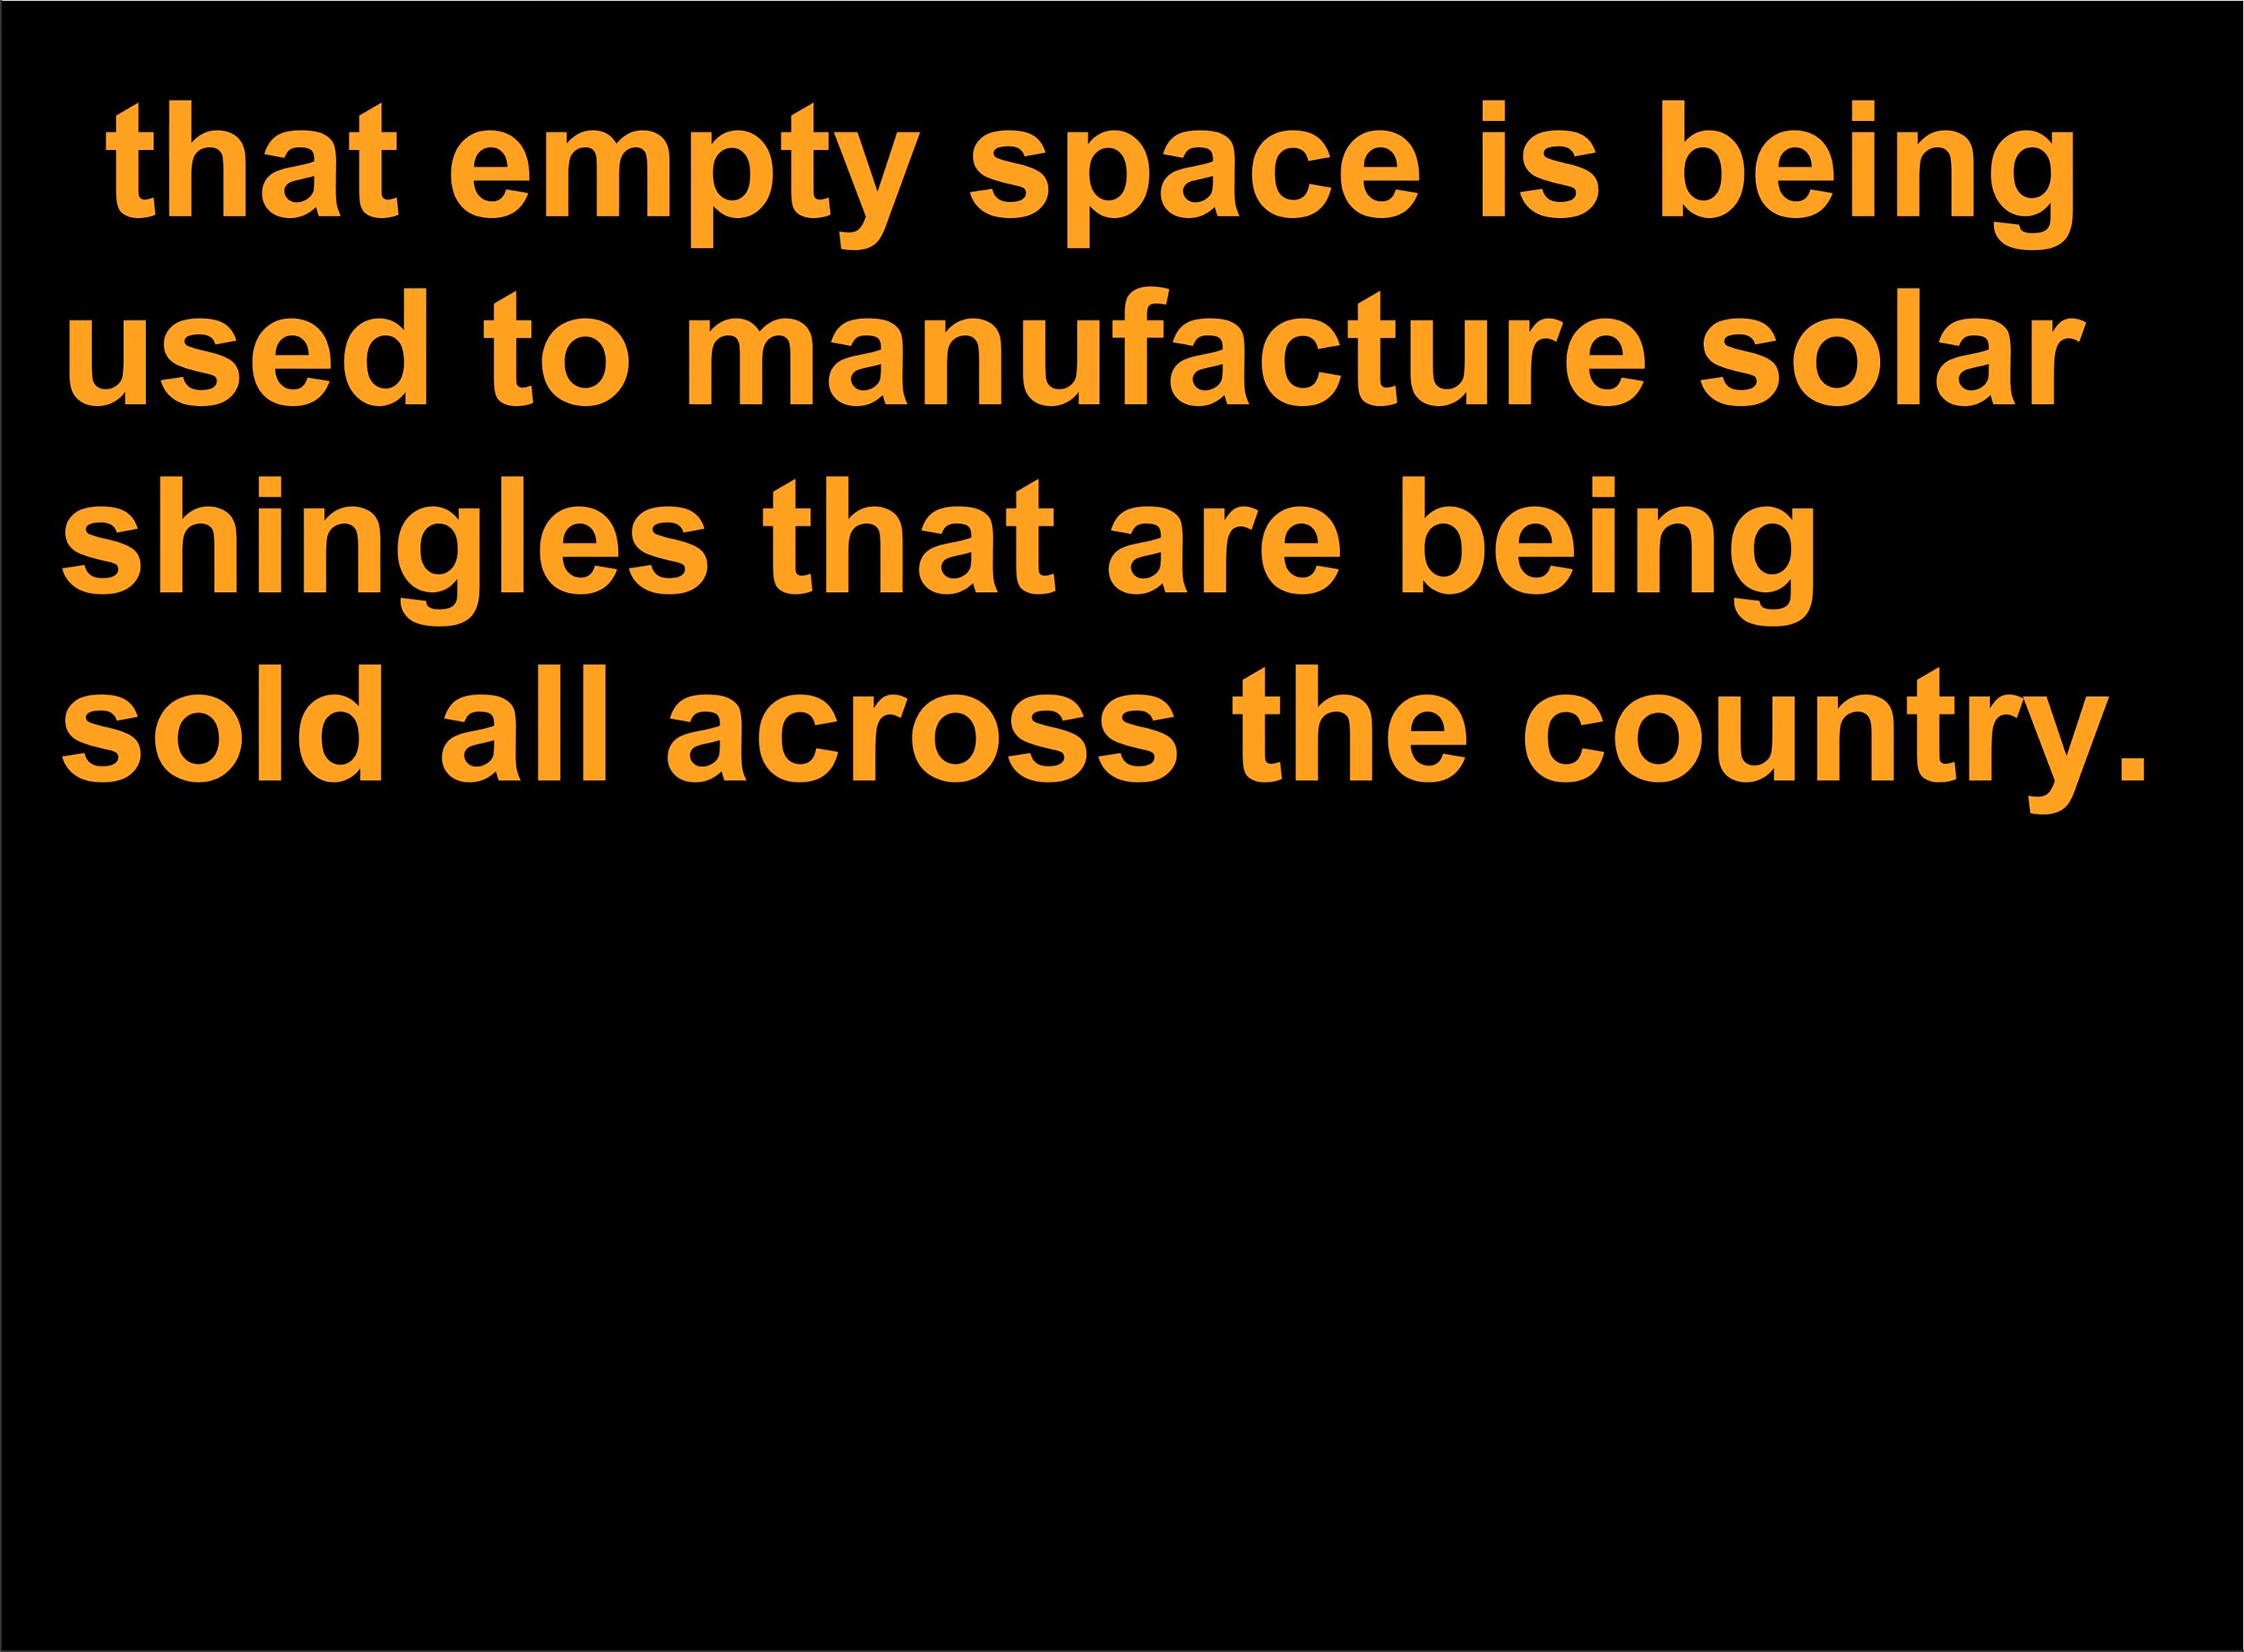 that empty space is being
used to manufacture solar
shingles that are being
sold all across the country.